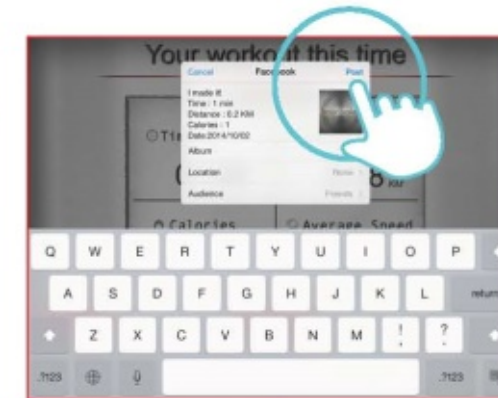 Your workout this time
Cancel Facebook Post
I made it!
Time : 1 min
Distance : 0.2 KM
Calories : 1
Date:2014/10/02
Album
Location None >
Audience Friends >
8 KM
Calories Average Speed
Q W E R T Y U I O P
A S D F G H J K L return
Z X C V B N M ! , ? .
.?123 .?123